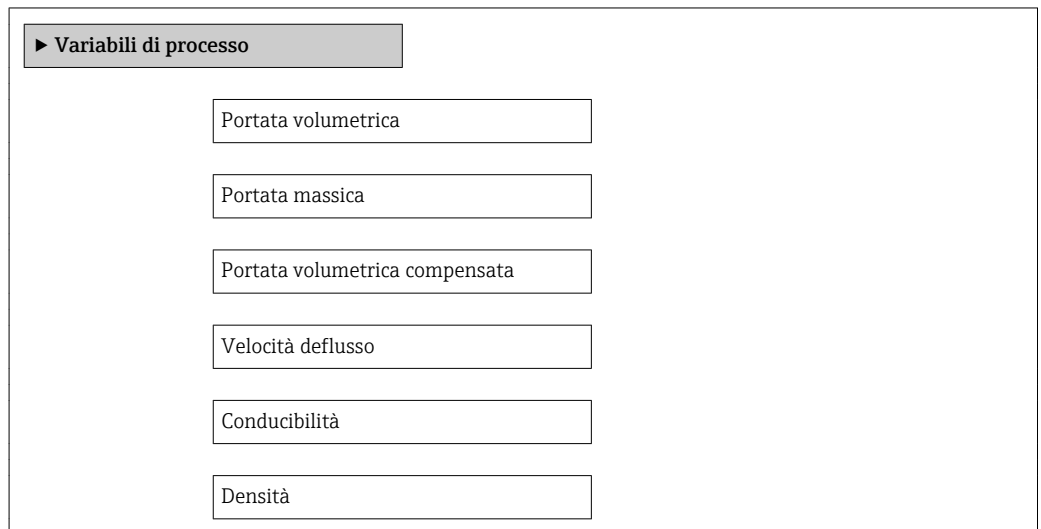 ▶ Variabili di processo
Portata volumetrica
Portata massica
Portata volumetrica compensata
Velocità deflusso
Conducibilità
Densità